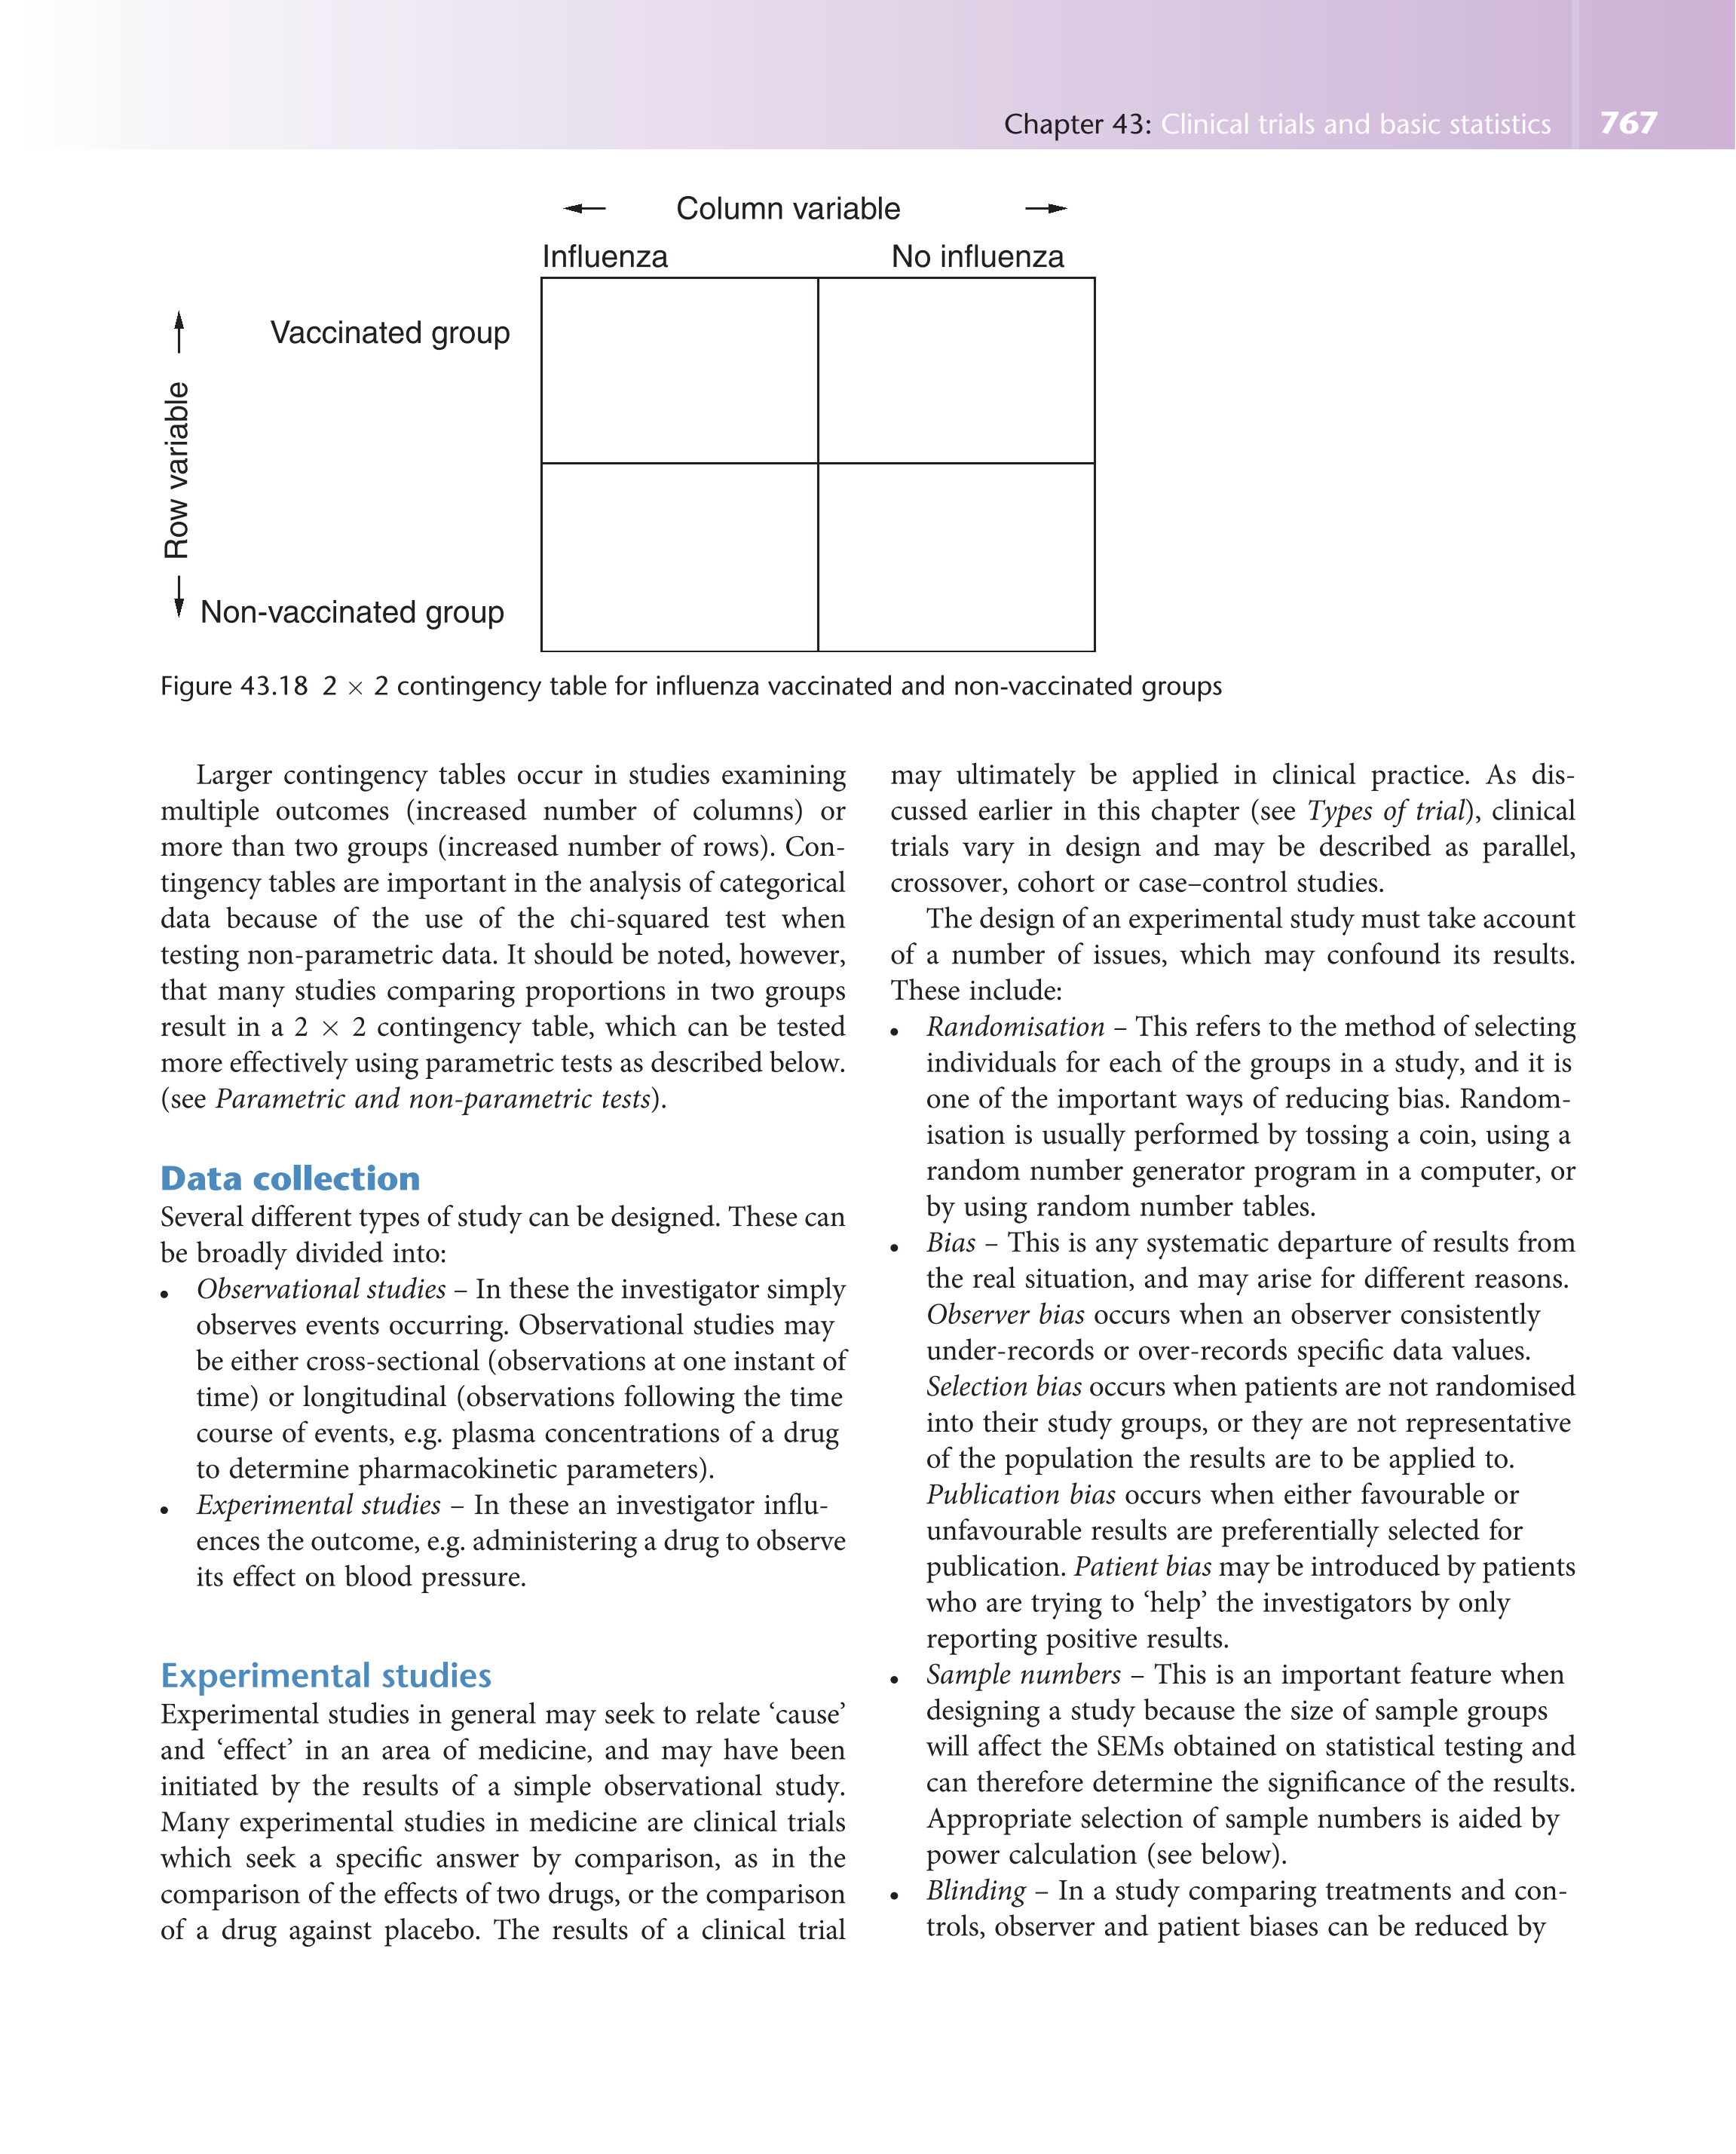 Chapter 43: Clinical trials and basic statistics 767
Column variable
Influenza No influenza
Vaccinated group
Row variable
Non-vaccinated group
Figure 43.18 2 × 2 contingency table for influenza vaccinated and non-vaccinated groups
Larger contingency tables occur in studies examining
multiple outcomes (increased number of columns) or
more than two groups (increased number of rows). Con-
tingency tables are important in the analysis of categorical
data because of the use of the chi-squared test when
testing non-parametric data. It should be noted, however,
that many studies comparing proportions in two groups
result in a 2 × 2 contingency table, which can be tested
more effectively using parametric tests as described below.
(see Parametric and non-parametric tests).
Data collection
Several different types of study can be designed. These can
be broadly divided into:
• Observational studies – In these the investigator simply
observes events occurring. Observational studies may
be either cross-sectional (observations at one instant of
time) or longitudinal (observations following the time
course of events, e.g. plasma concentrations of a drug
to determine pharmacokinetic parameters).
• Experimental studies – In these an investigator influ-
ences the outcome, e.g. administering a drug to observe
its effect on blood pressure.
Experimental studies
Experimental studies in general may seek to relate ‘cause’
and ‘effect’ in an area of medicine, and may have been
initiated by the results of a simple observational study.
Many experimental studies in medicine are clinical trials
which seek a specific answer by comparison, as in the
comparison of the effects of two drugs, or the comparison
of a drug against placebo. The results of a clinical trial
may ultimately be applied in clinical practice. As dis-
cussed earlier in this chapter (see Types of trial), clinical
trials vary in design and may be described as parallel,
crossover, cohort or case–control studies.
The design of an experimental study must take account
of a number of issues, which may confound its results.
These include:
• Randomisation – This refers to the method of selecting
individuals for each of the groups in a study, and it is
one of the important ways of reducing bias. Random-
isation is usually performed by tossing a coin, using a
random number generator program in a computer, or
by using random number tables.
• Bias – This is any systematic departure of results from
the real situation, and may arise for different reasons.
Observer bias occurs when an observer consistently
under-records or over-records specific data values.
Selection bias occurs when patients are not randomised
into their study groups, or they are not representative
of the population the results are to be applied to.
Publication bias occurs when either favourable or
unfavourable results are preferentially selected for
publication. Patient bias may be introduced by patients
who are trying to ‘help’ the investigators by only
reporting positive results.
• Sample numbers – This is an important feature when
designing a study because the size of sample groups
will affect the SEMs obtained on statistical testing and
can therefore determine the significance of the results.
Appropriate selection of sample numbers is aided by
power calculation (see below).
• Blinding – In a study comparing treatments and con-
trols, observer and patient biases can be reduced by